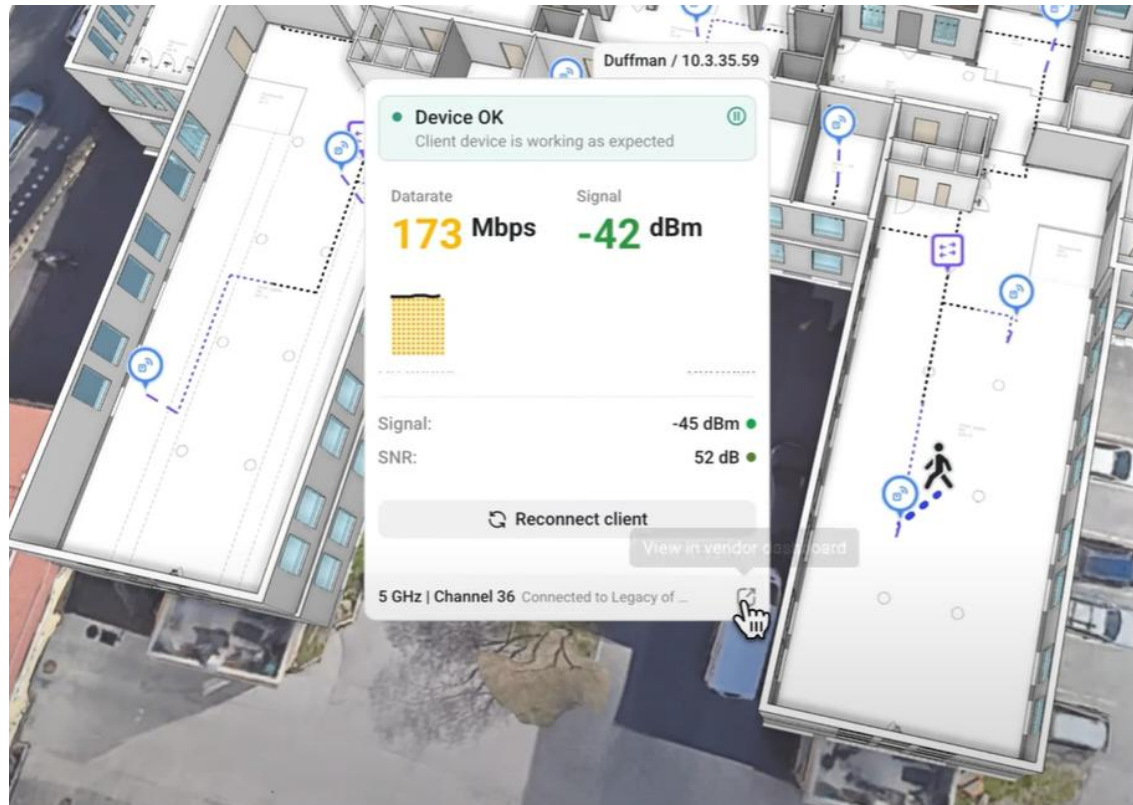 Duffman / 10.3.35.59
Device OK
Client device is working as expected
Datarate
Signal
173 Mbps
-42 dBm
Signal:
-45 dBm
SNR:
52 dB
Reconnect client
View in vendor dashboard
5 GHz | Channel 36 Connected to Legacy of ...